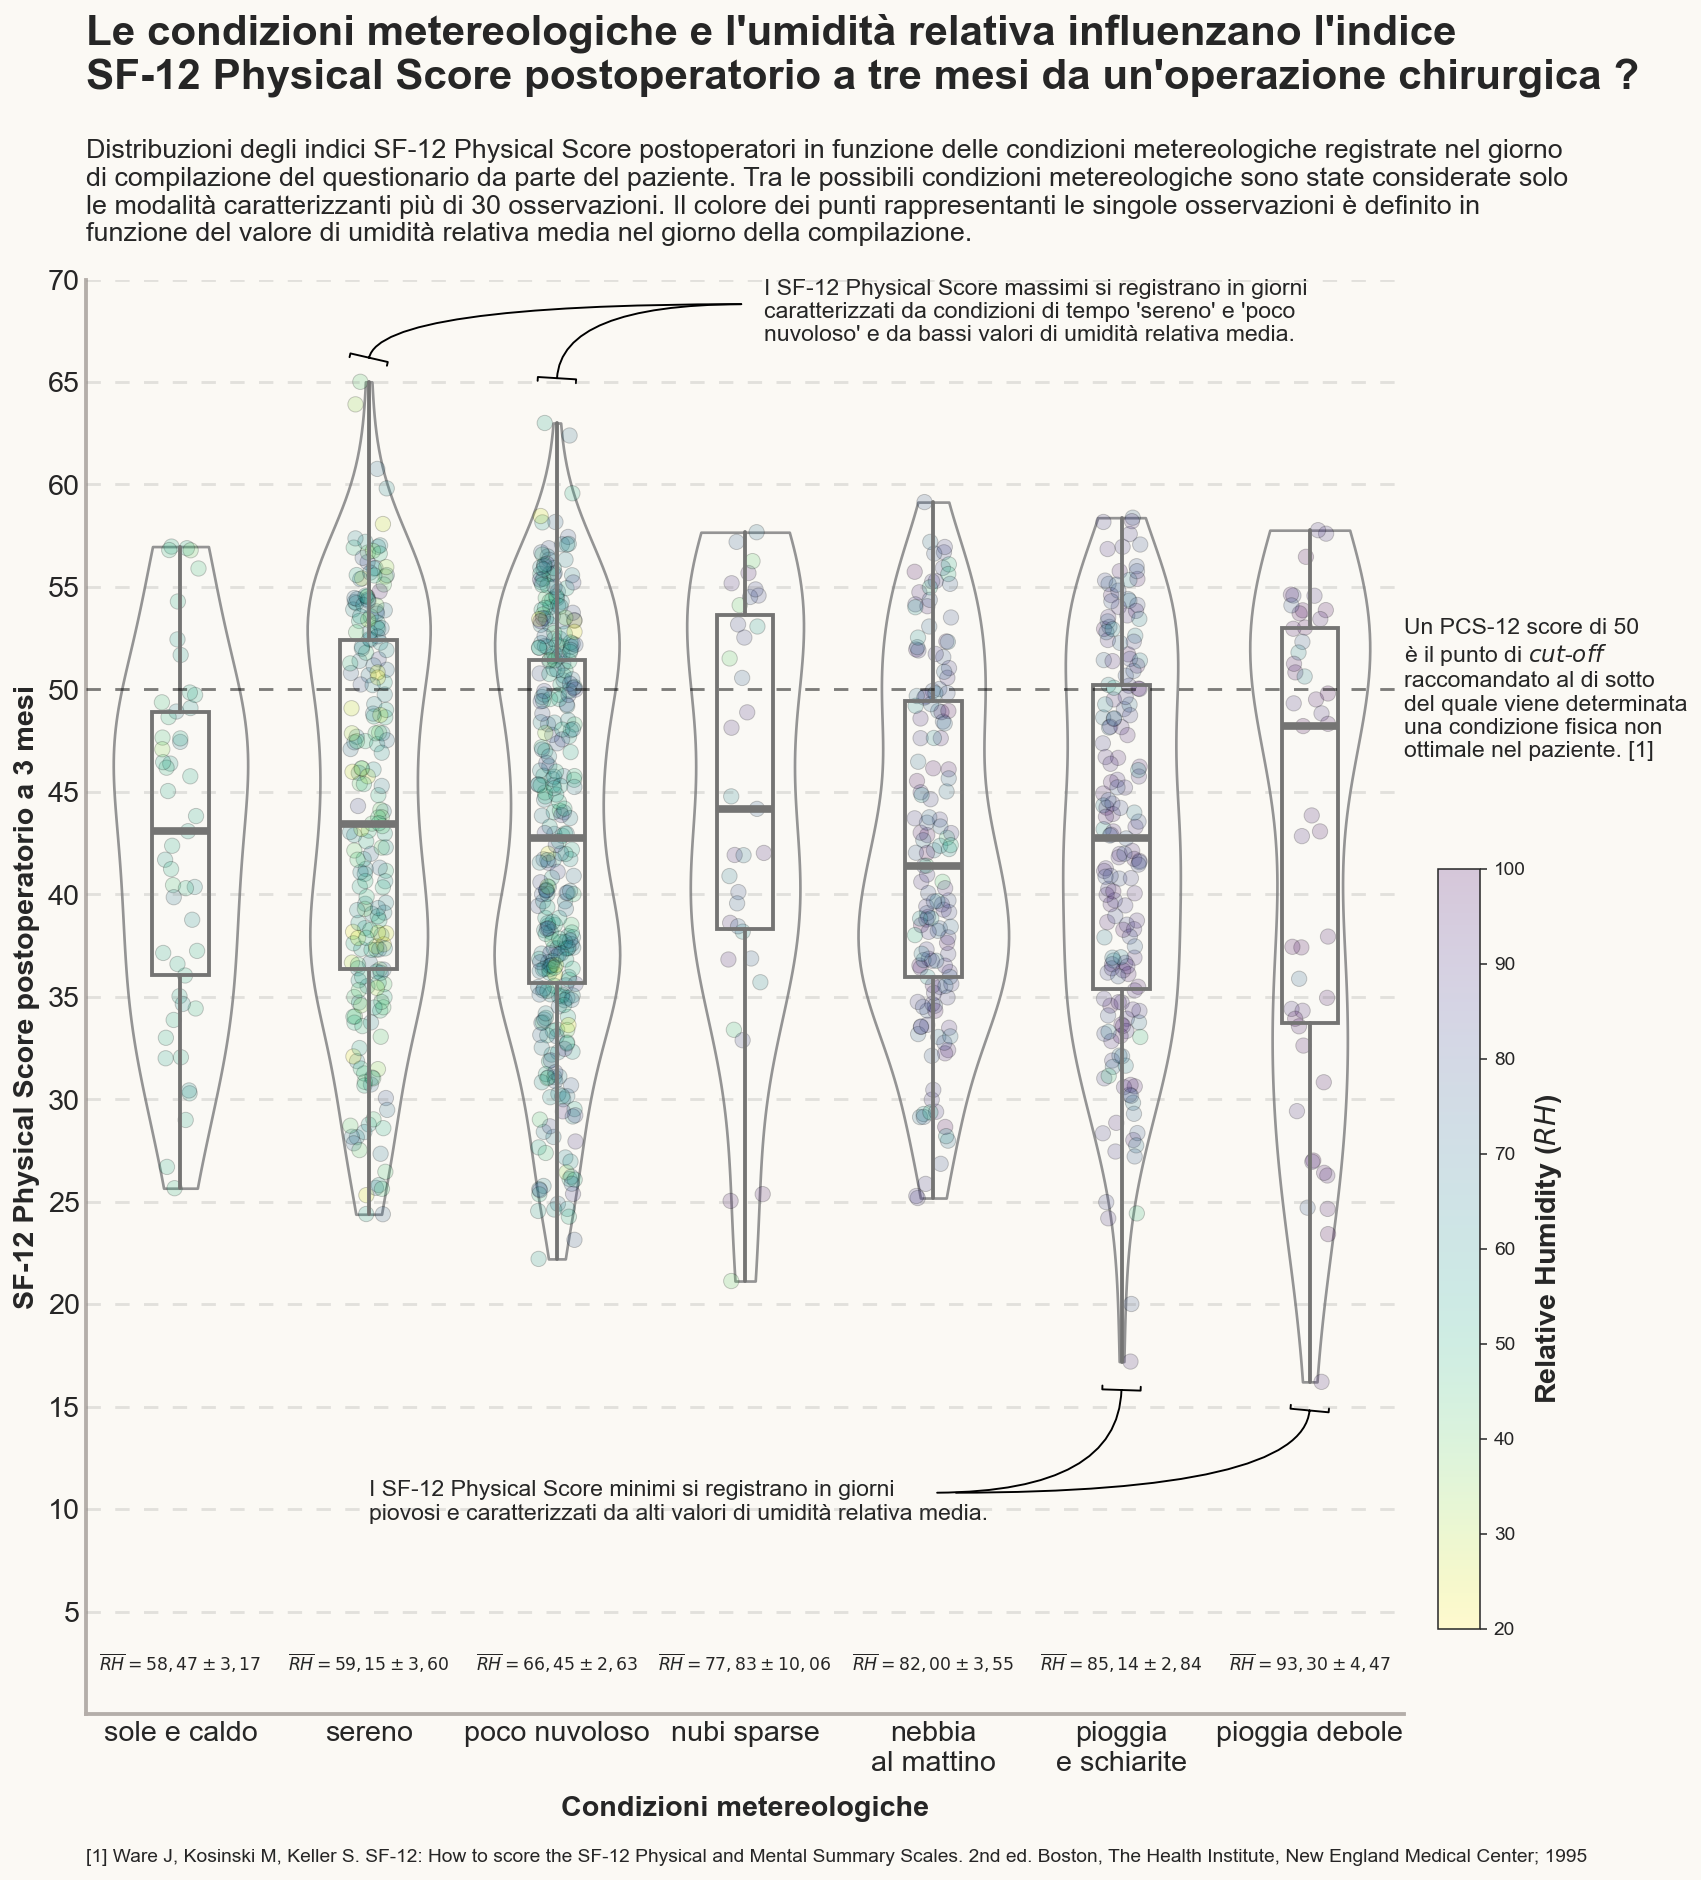 Le condizioni metereologiche e l'umidità relativa influenzano l'indice
SF-12 Physical Score postoperatorio a tre mesi da un'operazione chirurgica ?
Distribuzioni degli indici SF-12 Physical Score postoperatori in funzione delle condizioni metereologiche registrate nel giorno
di compilazione del questionario da parte del paziente. Tra le possibili condizioni metereologiche sono state considerate solo
le modalità caratterizzanti più di 30 osservazioni. Il colore dei punti rappresentanti le singole osservazioni è definito in
funzione del valore di umidità relativa media nel giorno della compilazione.
I SF-12 Physical Score massimi si registrano in giorni
caratterizzati da condizioni di tempo 'sereno' e 'poco
nuvoloso' e da bassi valori di umidità relativa media.
70
65
60
55
50
45
40
35
30
25
20
15
10
5
SF-12 Physical Score postoperatorio a 3 mesi
Un PCS-12 score di 50
è il punto di cut-off
raccomandato al di sotto
del quale viene determinata
una condizione fisica non
ottimale nel paziente. [1]
100
90
80
70
60
50
40
30
20
Relative Humidity (RH)
I SF-12 Physical Score minimi si registrano in giorni
piovosi e caratterizzati da alti valori di umidità relativa media.
R̅H̅ = 58, 47 ± 3, 17
R̅H̅ = 59, 15 ± 3, 60
R̅H̅ = 66, 45 ± 2, 63
R̅H̅ = 77, 83 ± 10, 06
R̅H̅ = 82, 00 ± 3, 55
R̅H̅ = 85, 14 ± 2, 84
R̅H̅ = 93, 30 ± 4, 47
sole e caldo
sereno
poco nuvoloso
nubi sparse
nebbia
al mattino
pioggia
e schiarite
pioggia debole
Condizioni metereologiche
[1] Ware J, Kosinski M, Keller S. SF-12: How to score the SF-12 Physical and Mental Summary Scales. 2nd ed. Boston, The Health Institute, New England Medical Center; 1995